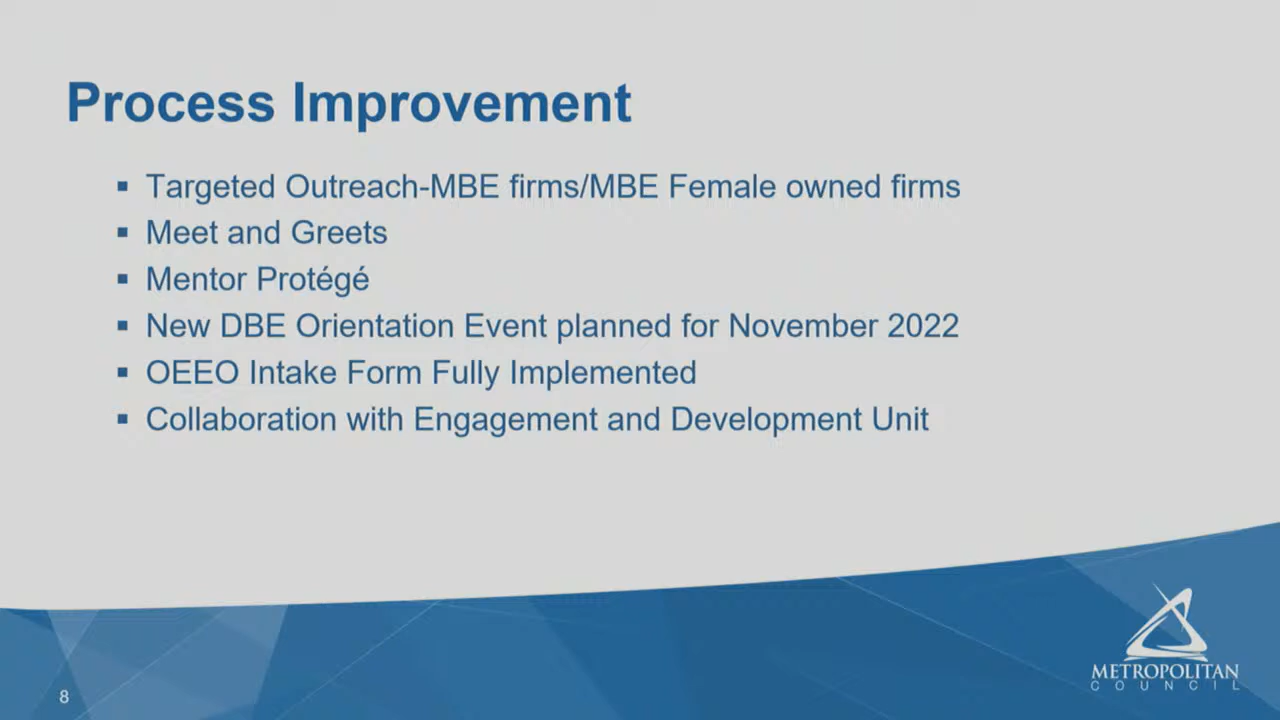 Process Improvement
▪ Targeted Outreach-MBE firms/MBE Female owned firms
▪ Meet and Greets
▪ Mentor Protégé
▪ New DBE Orientation Event planned for November 2022
▪ OEEO Intake Form Fully Implemented
▪ Collaboration with Engagement and Development Unit
8
METROPOLITAN
COUNCIL